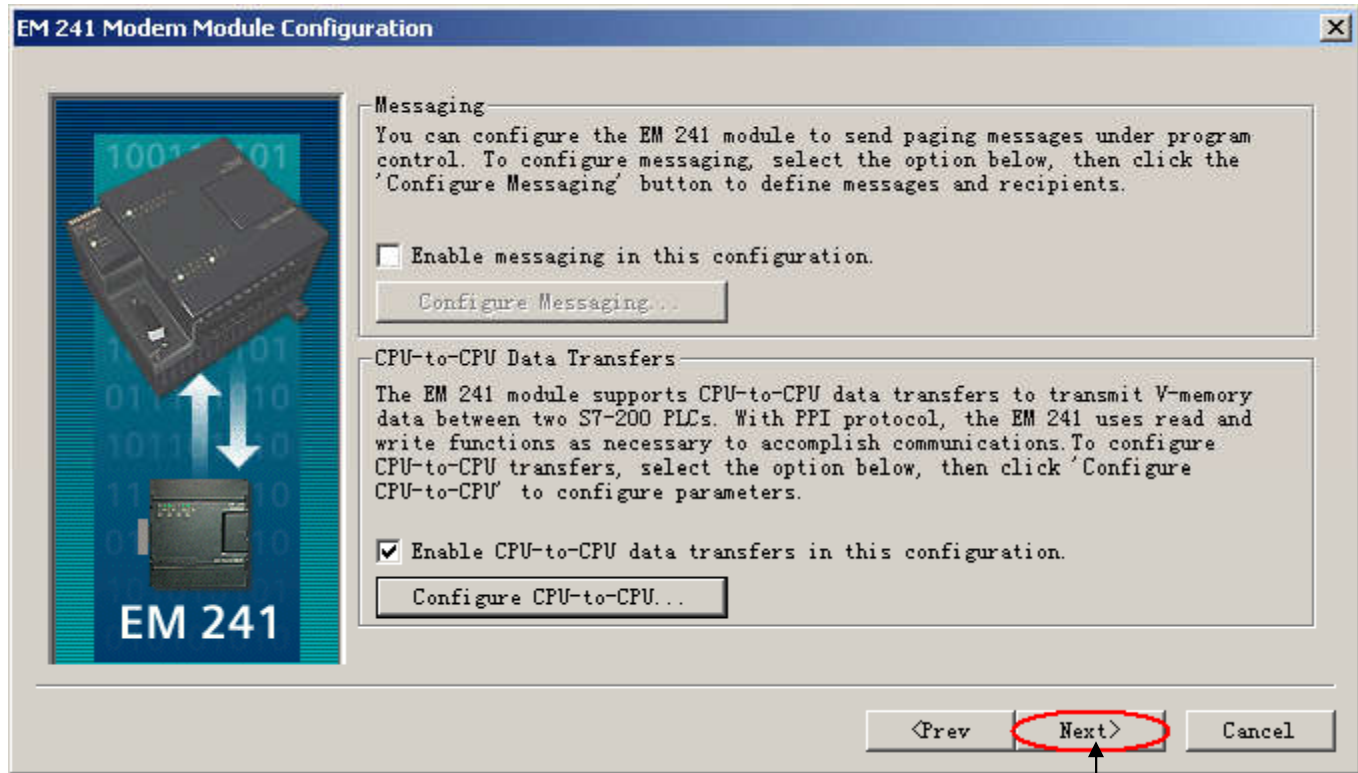 EM 241 Modem Module Configuration
Messaging
You can configure the EM 241 module to send paging messages under program
control. To configure messaging, select the option below, then click the
'Configure Messaging' button to define messages and recipients.
Enable messaging in this configuration.
Configure Messaging...
CPU-to-CPU Data Transfers
The EM 241 module supports CPU-to-CPU data transfers to transmit V-memory
data between two S7-200 PLCs. With PPI protocol, the EM 241 uses read and
write functions as necessary to accomplish communications.To configure
CPU-to-CPU transfers, select the option below, then click 'Configure
CPU-to-CPU' to configure parameters.
Enable CPU-to-CPU data transfers in this configuration.
Configure CPU-to-CPU...
EM 241
<Prev
Next>
Cancel